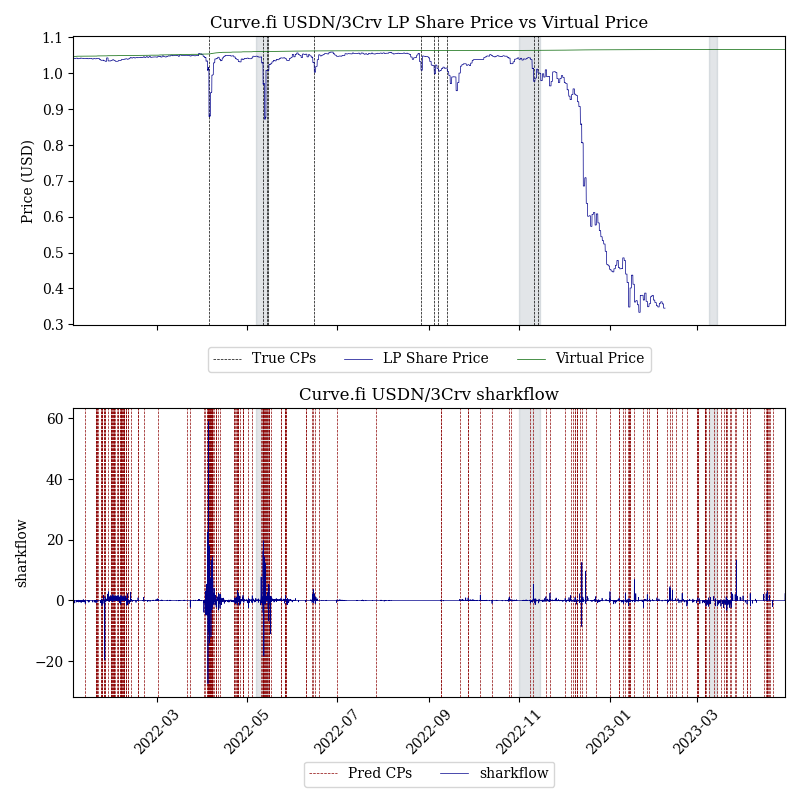 Curve.fi USDN/3Crv LP Share Price vs Virtual Price
Price (USD)
1.1
1.0
0.9
0.8
0.7
0.6
0.5
0.4
0.3
True CPs LP Share Price Virtual Price
Curve.fi USDN/3Crv sharkflow
sharkflow
60
40
20
0
−20
2022-03 2022-05 2022-07 2022-09 2022-11 2023-01 2023-03
Pred CPs sharkflow